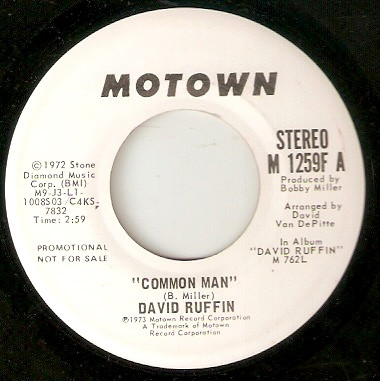 MOTOWN
STEREO
M 1259F A
Produced by
Bobby Miller
Arranged by
David
Van DePitte
In Album
"DAVID RUFFIN"
M 762L
©1972 Stone
Diamond Music
Corp. (BMI)
M9-J3-L1-
1008S03/C4KS-
7832
Time: 2:59
PROMOTIONAL
NOT FOR SALE
"COMMON MAN"
(B. Miller)
DAVID RUFFIN
℗1973 Motown Record Corporation
A Trademark of Motown
Record Corporation